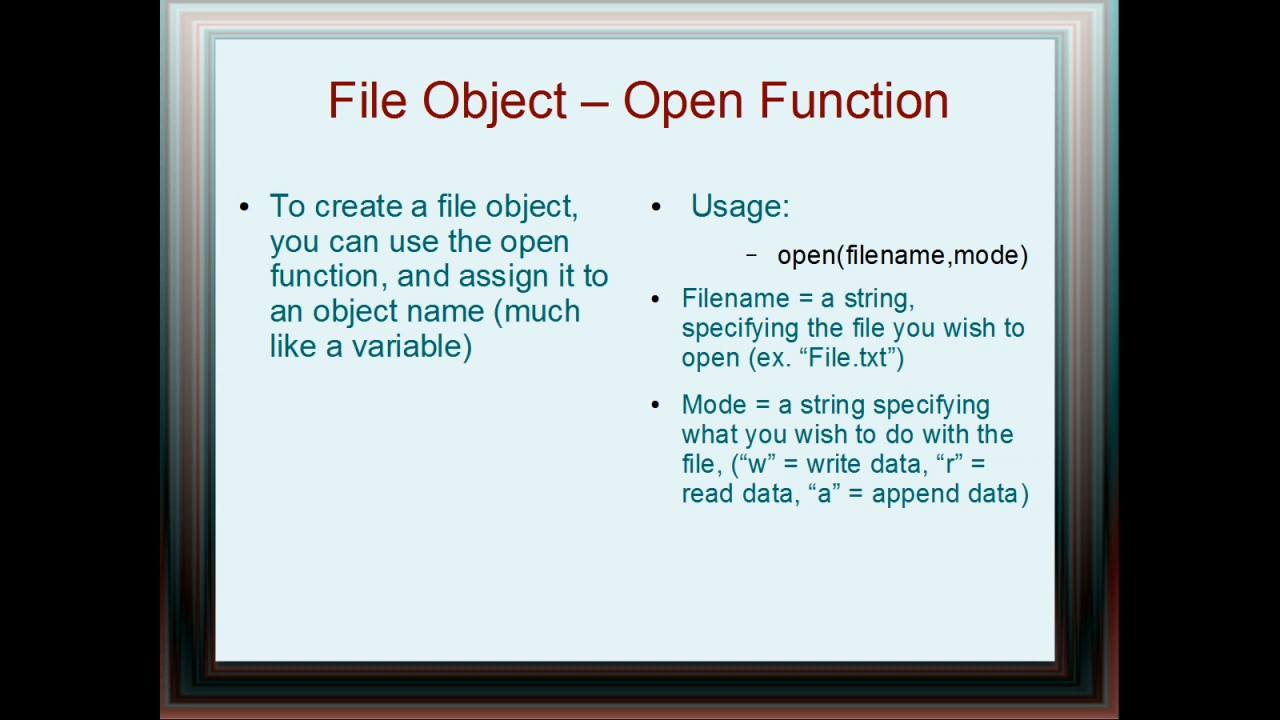 File Object – Open Function
• To create a file object,
you can use the open
function, and assign it to
an object name (much
like a variable)
• Usage:
– open(filename,mode)
• Filename = a string,
specifying the file you wish to
open (ex. “File.txt”)
• Mode = a string specifying
what you wish to do with the
file, (“w” = write data, “r” =
read data, “a” = append data)